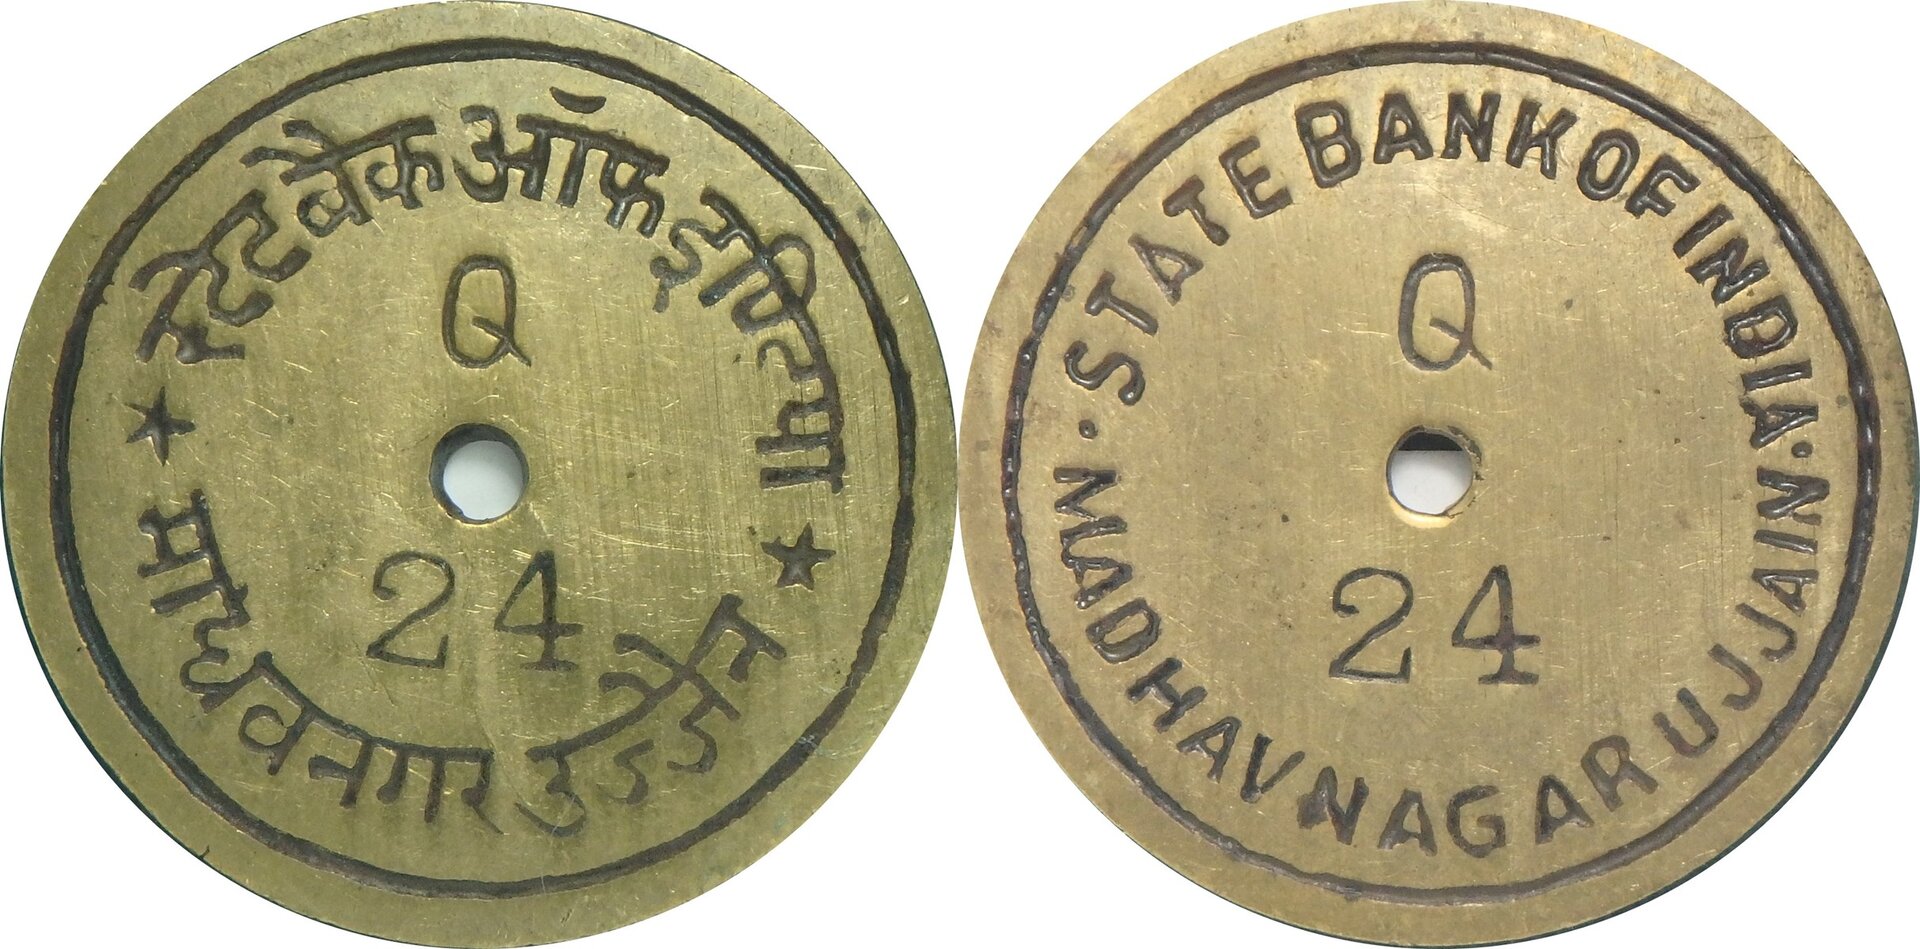 स्टेट बैंक ऑफ इण्डिया
Q
24
माधवनगर उज्जैन
STATE BANK OF INDIA
Q
24
MADHAVNAGAR UJJAIN